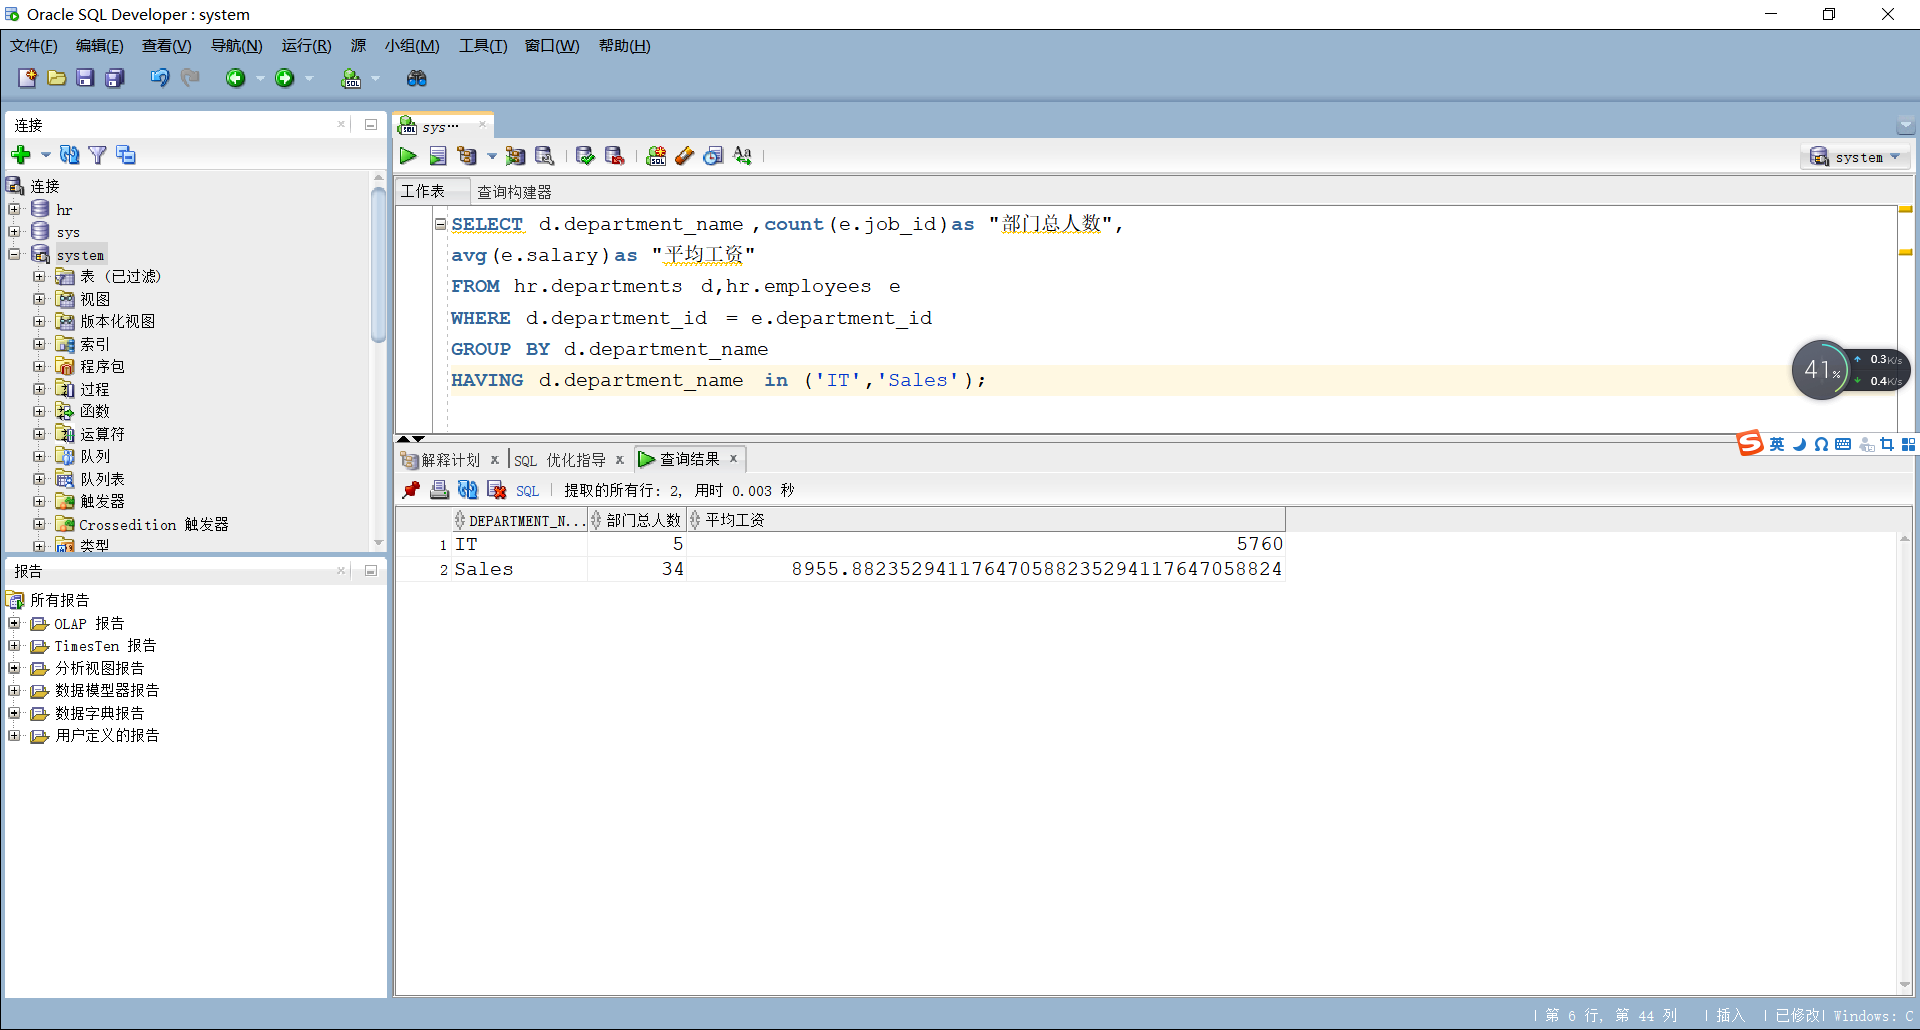 Oracle SQL Developer : system
文件(F) 编辑(E) 查看(V) 导航(N) 运行(R) 源 小组(M) 工具(T) 窗口(W) 帮助(H)
连接
连接
hr
sys
system
表 (已过滤)
视图
版本化视图
索引
程序包
过程
函数
运算符
队列
队列表
触发器
Crossedition 触发器
类型
报告
所有报告
OLAP 报告
TimesTen 报告
分析视图报告
数据模型器报告
数据字典报告
用户定义的报告
sys…
system
工作表 查询构建器
SELECT d.department_name ,count(e.job_id)as "部门总人数",
avg(e.salary)as "平均工资"
FROM hr.departments d,hr.employees e
WHERE d.department_id = e.department_id
GROUP BY d.department_name
HAVING d.department_name in ('IT','Sales');
41%
0.3K/s
0.4K/s
英
解释计划 SQL 优化指导 查询结果
SQL 提取的所有行: 2, 用时 0.003 秒
DEPARTMENT_N... 部门总人数 平均工资
1 IT 5 5760
2 Sales 34 8955.882352941176470588235294117647058824
第 6 行, 第 44 列 插入 已修改 Windows: C